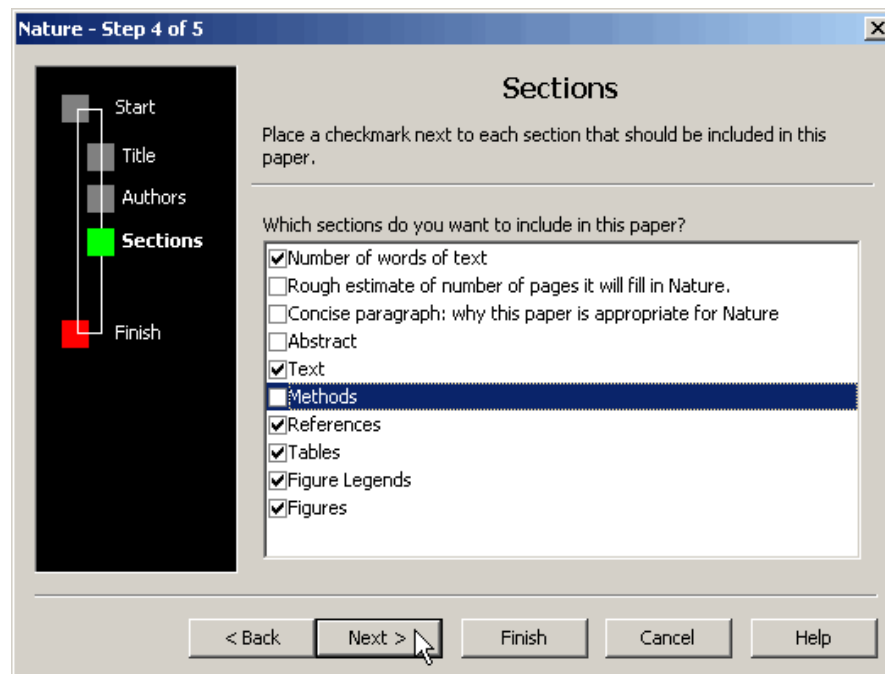 Nature - Step 4 of 5
Start
Title
Authors
Sections
Finish
Sections
Place a checkmark next to each section that should be included in this
paper.
Which sections do you want to include in this paper?
Number of words of text
Rough estimate of number of pages it will fill in Nature.
Concise paragraph: why this paper is appropriate for Nature
Abstract
Text
Methods
References
Tables
Figure Legends
Figures
< Back
Next >
Finish
Cancel
Help